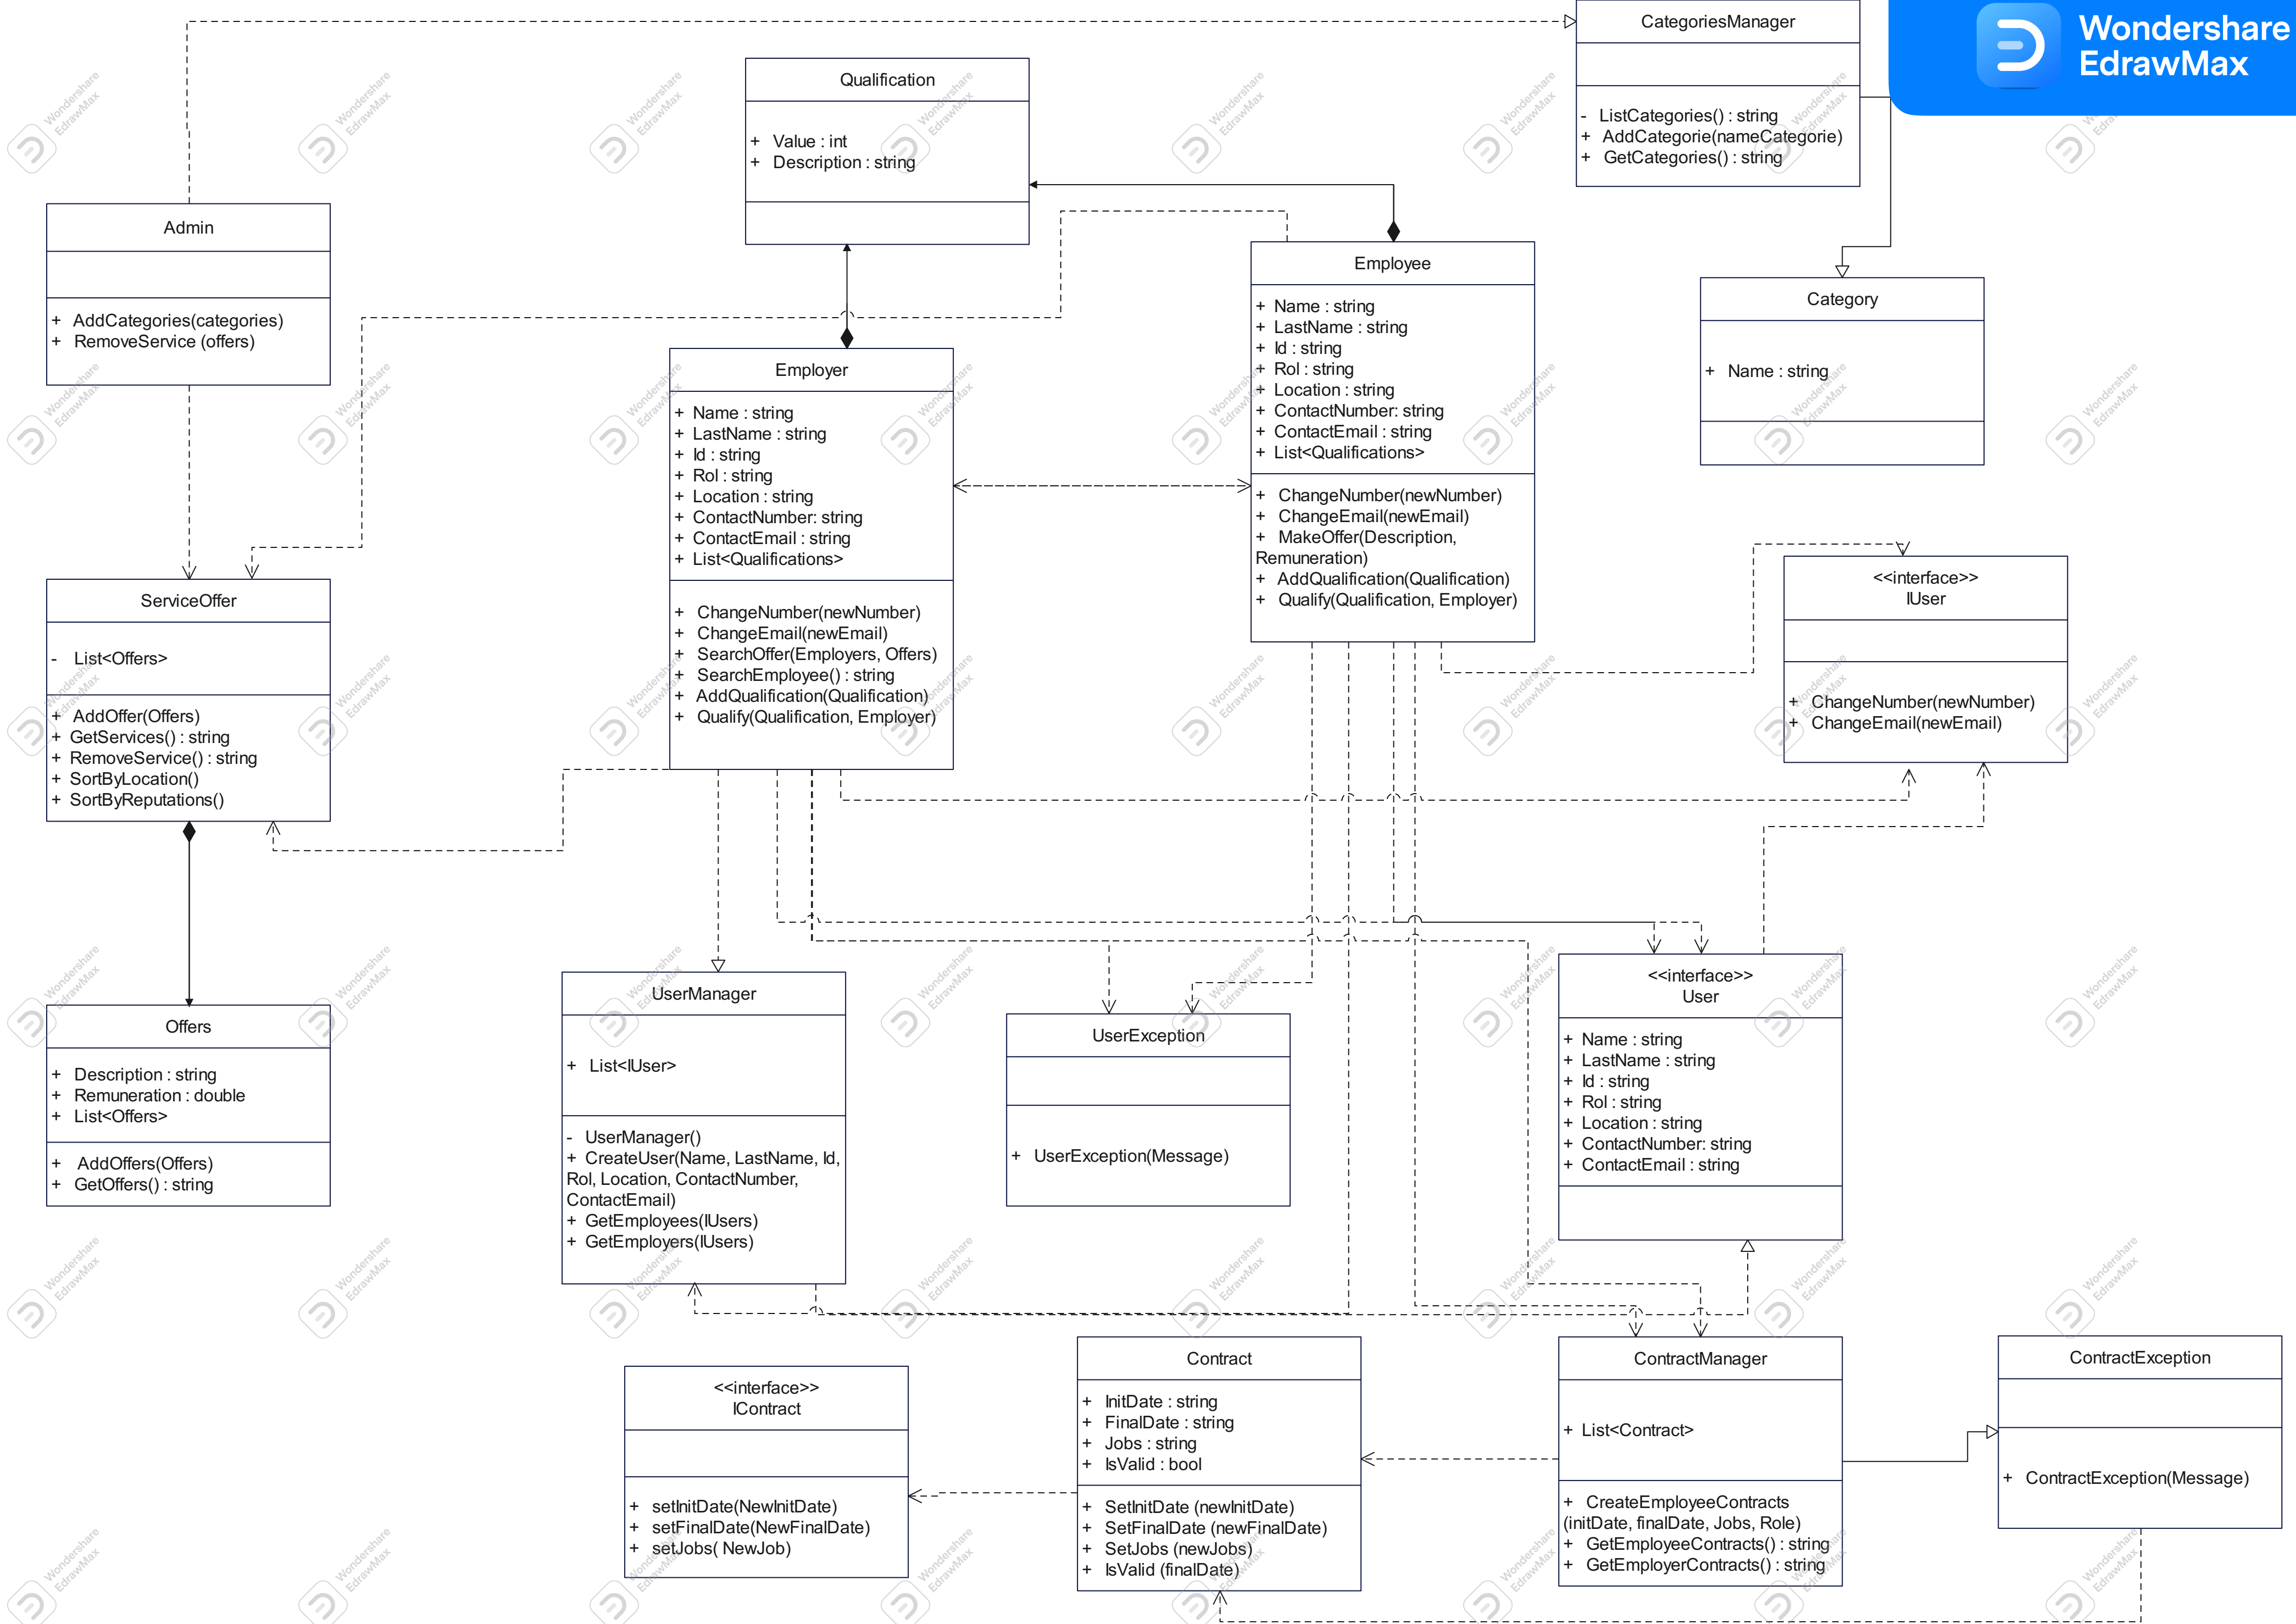 CategoriesManager
- ListCategories() : string
+ AddCategorie(nameCategorie)
+ GetCategories() : string
Wondershare
EdrawMax
Qualification
+ Value : int
+ Description : string
Admin
+ AddCategories(categories)
+ RemoveService (offers)
Employee
+ Name : string
+ LastName : string
+ Id : string
+ Rol : string
+ Location : string
+ ContactNumber: string
+ ContactEmail : string
+ List<Qualifications>
+ ChangeNumber(newNumber)
+ ChangeEmail(newEmail)
+ MakeOffer(Description,
Remuneration)
+ AddQualification(Qualification)
+ Qualify(Qualification, Employer)
Category
+ Name : string
Employer
+ Name : string
+ LastName : string
+ Id : string
+ Rol : string
+ Location : string
+ ContactNumber: string
+ ContactEmail : string
+ List<Qualifications>
+ ChangeNumber(newNumber)
+ ChangeEmail(newEmail)
+ SearchOffer(Employers, Offers)
+ SearchEmployee() : string
+ AddQualification(Qualification)
+ Qualify(Qualification, Employer)
<<interface>>
IUser
+ ChangeNumber(newNumber)
+ ChangeEmail(newEmail)
ServiceOffer
- List<Offers>
+ AddOffer(Offers)
+ GetServices() : string
+ RemoveService() : string
+ SortByLocation()
+ SortByReputations()
Offers
+ Description : string
+ Remuneration : double
+ List<Offers>
+ AddOffers(Offers)
+ GetOffers() : string
UserManager
+ List<IUser>
- UserManager()
+ CreateUser(Name, LastName, Id,
Rol, Location, ContactNumber,
ContactEmail)
+ GetEmployees(IUsers)
+ GetEmployers(IUsers)
UserException
+ UserException(Message)
<<interface>>
User
+ Name : string
+ LastName : string
+ Id : string
+ Rol : string
+ Location : string
+ ContactNumber: string
+ ContactEmail : string
<<interface>>
IContract
+ setInitDate(NewInitDate)
+ setFinalDate(NewFinalDate)
+ setJobs( NewJob)
Contract
+ InitDate : string
+ FinalDate : string
+ Jobs : string
+ IsValid : bool
+ SetInitDate (newInitDate)
+ SetFinalDate (newFinalDate)
+ SetJobs (newJobs)
+ IsValid (finalDate)
ContractManager
+ List<Contract>
+ CreateEmployeeContracts
(initDate, finalDate, Jobs, Role)
+ GetEmployeeContracts() : string
+ GetEmployerContracts() : string
ContractException
+ ContractException(Message)